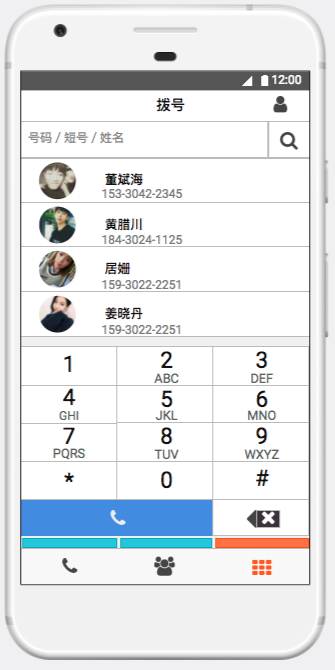 12:00
拨号
号码 / 短号 / 姓名
董斌海
153-3042-2345
黄腊川
184-3024-1125
居姗
159-3022-2251
姜晓丹
159-3022-2251
1 2 3
ABC DEF
4 5 6
GHI JKL MNO
7 8 9
PQRS TUV WXYZ
* 0 #